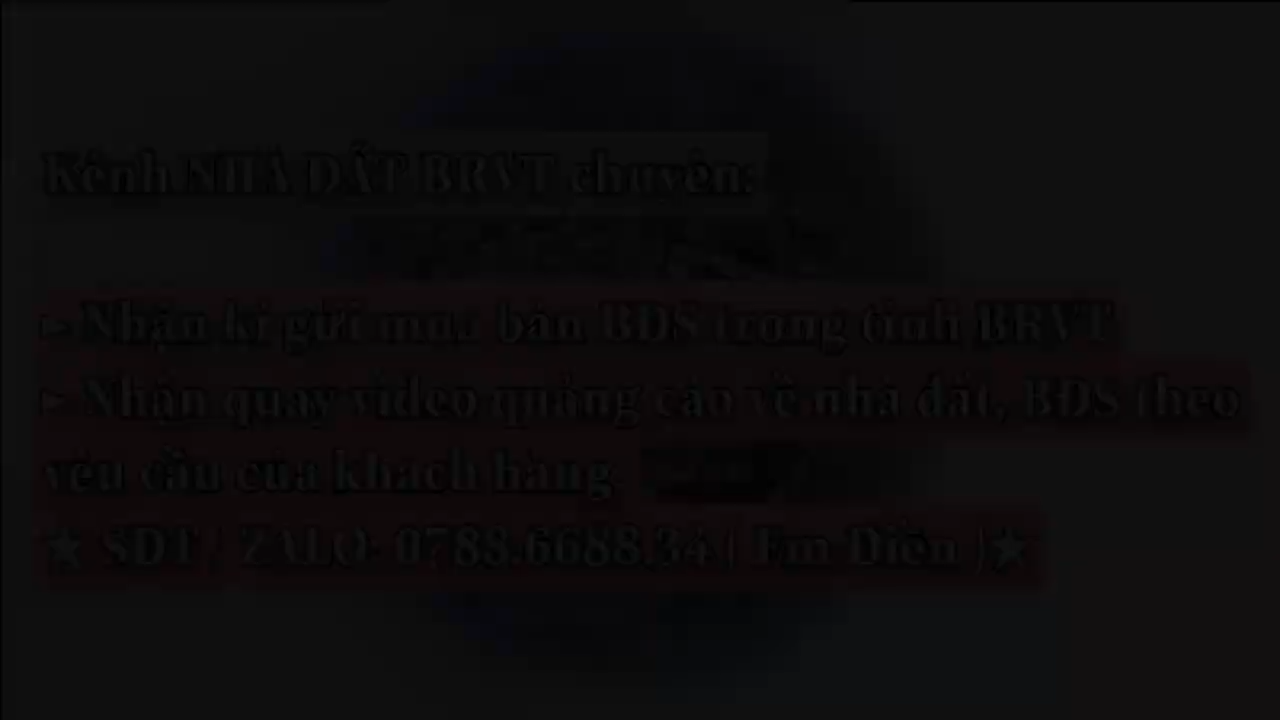 Kênh NHÀ ĐẤT BRVT chuyên:
► Nhận kí gửi mua bán BĐS trong tỉnh BRVT
► Nhận quay video quảng cáo về nhà đất, BĐS theo
yêu cầu của khách hàng
★ SĐT / ZALO: 0788.6688.34 ( Em Diễn )★